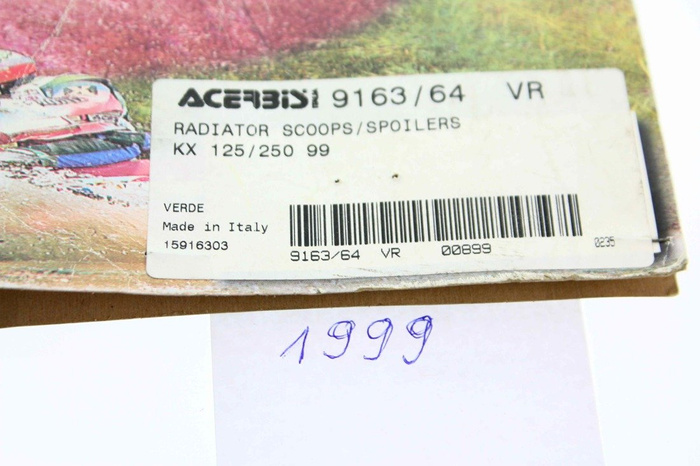 ACERBIS 9163/64 VR
RADIATOR SCOOPS/SPOILERS
KX 125/250 99
VERDE
Made in Italy
15916303
9163/64 VR 00899
0235
1999